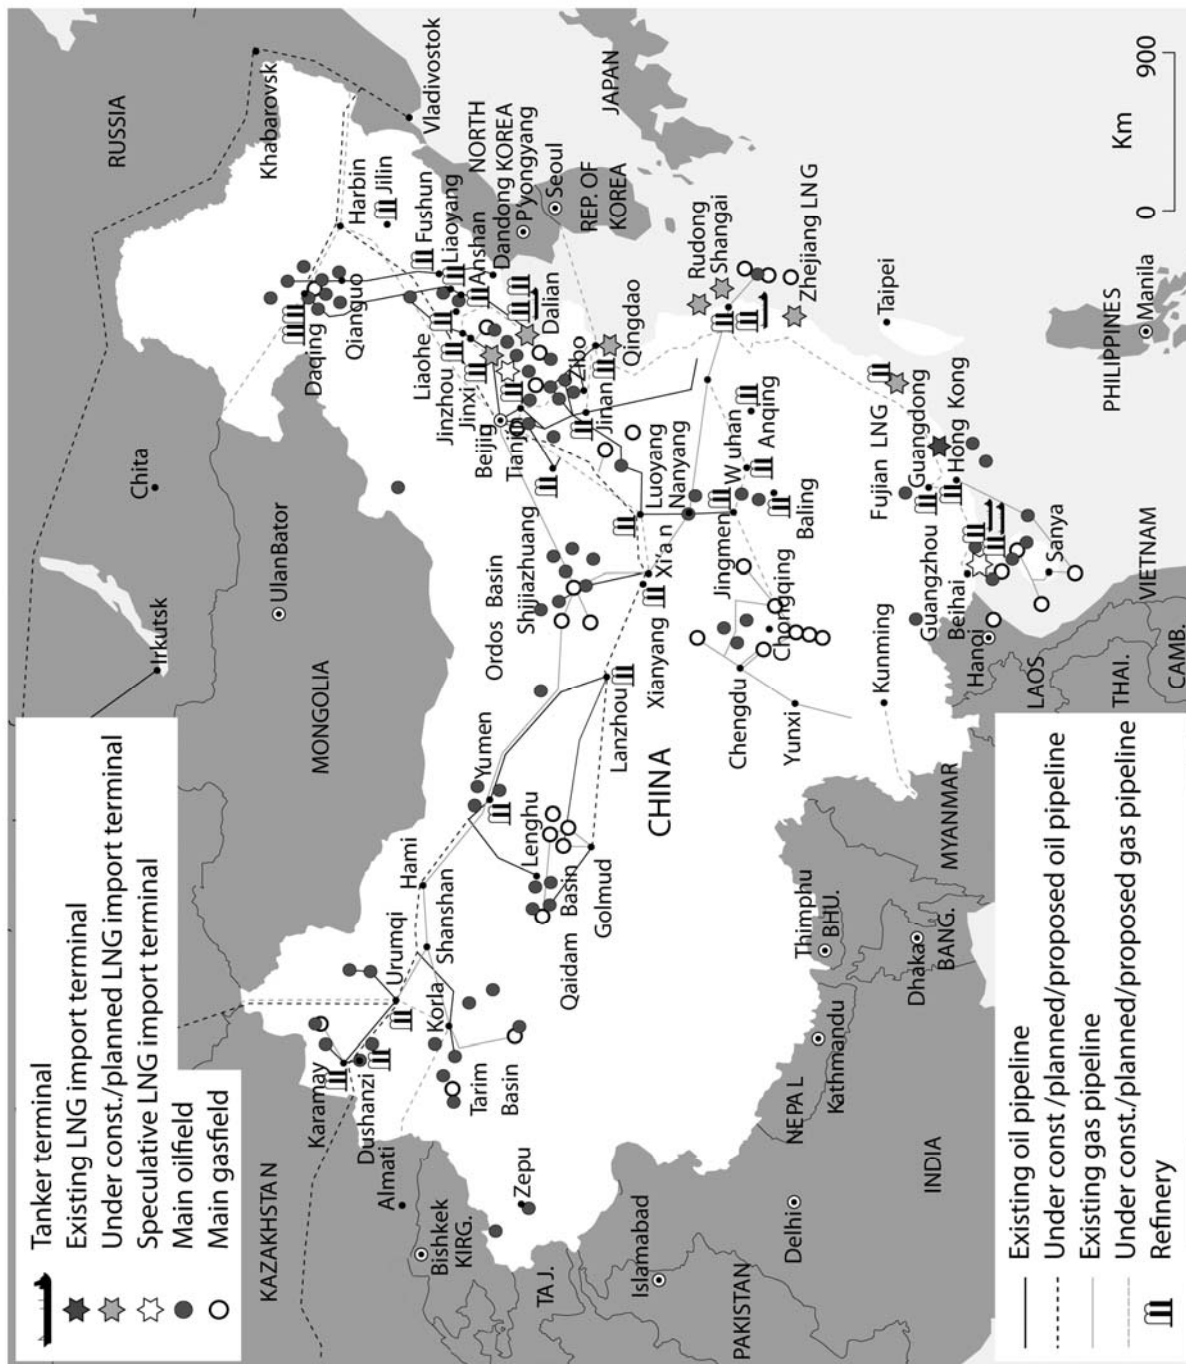 Tanker terminal
Existing LNG import terminal
Under const./planned LNG import terminal
Speculative LNG import terminal
Main oilfield
Main gasfield
RUSSIA
Khabarovsk
Vladivostok
Chita
Irkutsk
UlanBator
MONGOLIA
KAZAKHSTAN
Harbin
Jilin
Daqing
Qianguo
Fushun
Liaoyang
Anshan
Dandong
NORTH
KOREA
P'yongyang
Seoul
REP. OF
KOREA
JAPAN
Liaohe
Jinzhou
Jinxi
Beijig
Tianjin
Dalian
Zibo
Qingdao
Jinan
Shijiazhuang
Ordos Basin
Luoyang
Nanyang
Xi'an
Xianyang
Lanzhou
Yumen
Hami
Shanshan
Urumqi
Korla
Karamay
Dushanzi
Tarim
Basin
Almati
Bishkek
KIRG.
TAJ.
Zepu
Lenghu
Qaidam
Basin
Golmud
CHINA
Rudong
Shangai
Zhejiang LNG
Wuhan
Anqing
Jingmen
Baling
Chongqing
Chengdu
Yunxi
Kunming
Taipei
Fujian LNG
Guangdong
Hong Kong
Guangzhou
Beihai
Hanoi
Sanya
VIETNAM
LAOS
THAI.
CAMB.
MYANMAR
PHILIPPINES
Manila
Thimphu
BHU.
Dhaka
BANG.
NEPAL
Kathmandu
INDIA
Delhi
Islamabad
PAKISTAN
Km
0 900
Existing oil pipeline
Under const./planned/proposed oil pipeline
Existing gas pipeline
Under const./planned/proposed gas pipeline
Refinery